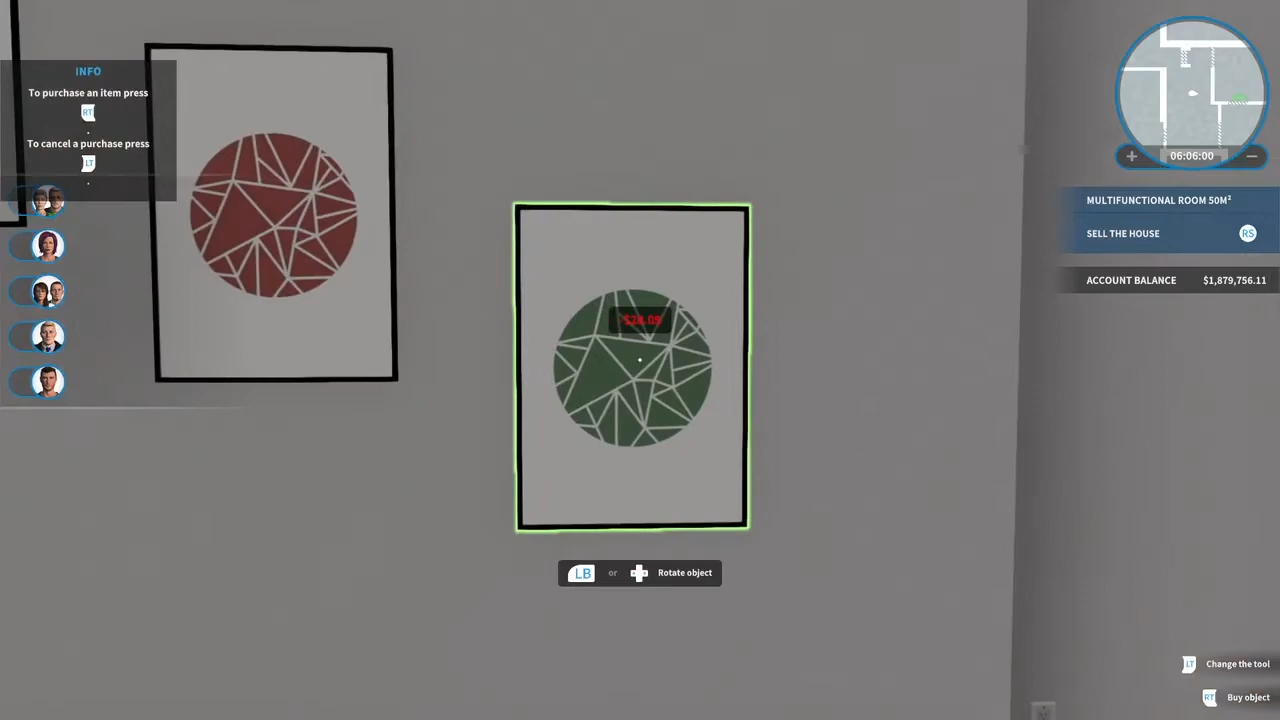 INFO
To purchase an item press
RT
.
To cancel a purchase press
LT
.
06:06:00
MULTIFUNCTIONAL ROOM 50M²
SELL THE HOUSE RS
ACCOUNT BALANCE $1,879,756.11
LB or Rotate object
LT Change the tool
RT Buy object